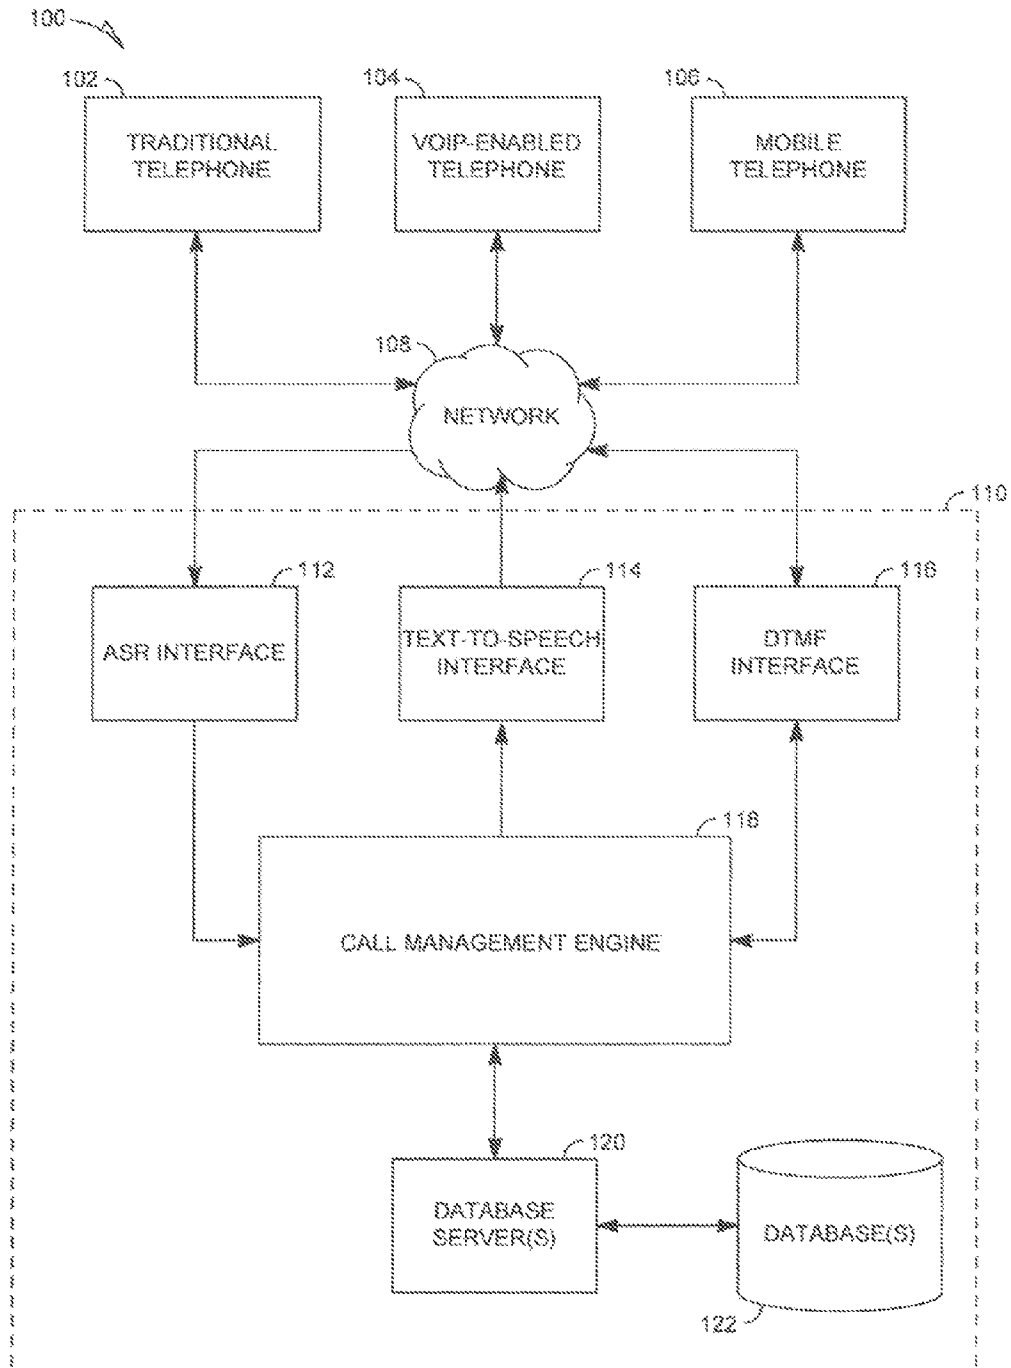 100
102
104
106
TRADITIONAL
TELEPHONE
VOIP-ENABLED
TELEPHONE
MOBILE
TELEPHONE
108
NETWORK
110
112
114
116
ASR INTERFACE
TEXT-TO-SPEECH
INTERFACE
DTMF
INTERFACE
118
CALL MANAGEMENT ENGINE
120
DATABASE
SERVER(S)
DATABASE(S)
122